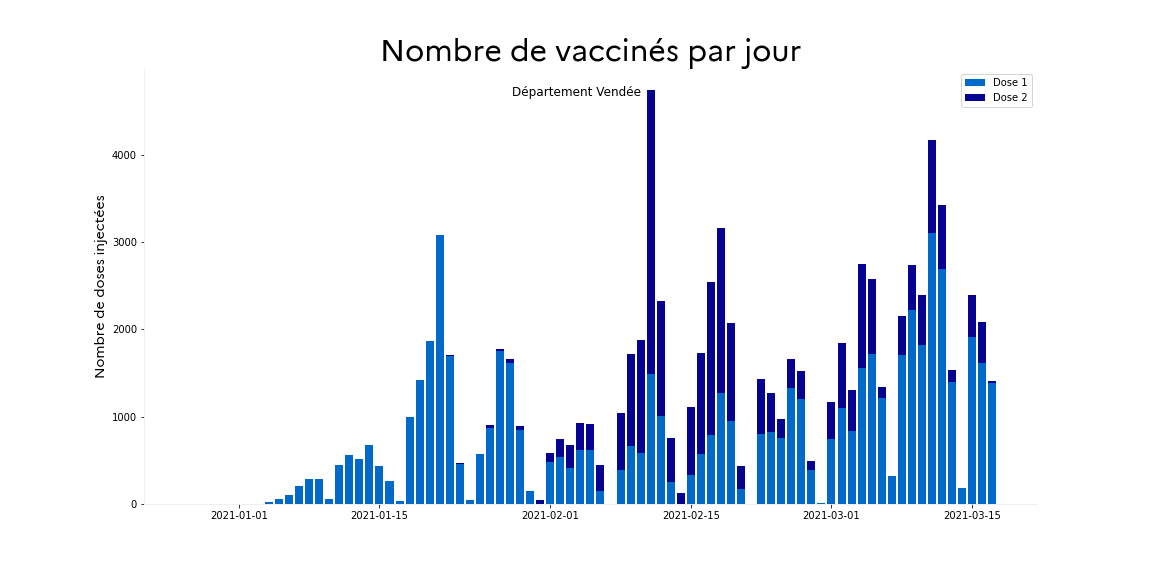 Nombre de vaccinés par jour
Département Vendée
Dose 1
Dose 2
Nombre de doses injectées
4000
3000
2000
1000
0
2021-01-01
2021-01-15
2021-02-01
2021-02-15
2021-03-01
2021-03-15